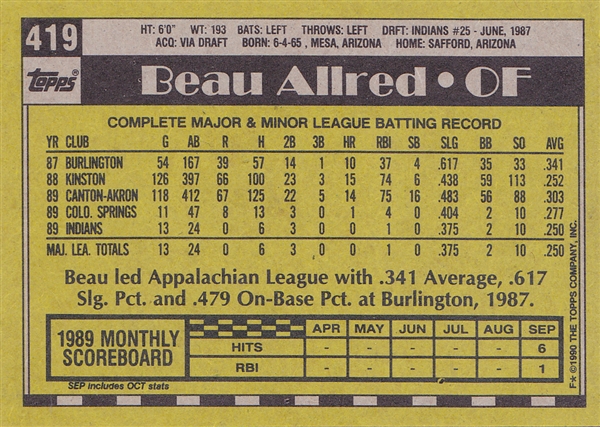 419
HT: 6'0" WT: 193 BATS: LEFT THROWS: LEFT DRFT: INDIANS #25 - JUNE, 1987
ACQ: VIA DRAFT BORN: 6-4-65, MESA, ARIZONA HOME: SAFFORD, ARIZONA
topps®
Beau Allred • OF
COMPLETE MAJOR & MINOR LEAGUE BATTING RECORD
YR CLUB G AB R H 2B 3B HR RBI SB SLG BB SO AVG
87 BURLINGTON 54 167 39 57 14 1 10 37 4 .617 35 33 .341
88 KINSTON 126 397 66 100 23 3 15 74 6 .438 59 113 .252
89 CANTON-AKRON 118 412 67 125 22 5 14 75 16 .483 56 88 .303
89 COLO. SPRINGS 11 47 8 13 3 0 1 4 0 .404 2 10 .277
89 INDIANS 13 24 0 6 3 0 0 1 0 .375 2 10 .250
MAJ. LEA. TOTALS 13 24 0 6 3 0 0 1 0 .375 2 10 .250
Beau led Appalachian League with .341 Average, .617
Slg. Pct. and .479 On-Base Pct. at Burlington, 1987.
1989 MONTHLY
SCOREBOARD
APR MAY JUN JUL AUG SEP
HITS - - - - - 6
RBI - - - - - 1
SEP includes OCT stats
F* ©1990 THE TOPPS COMPANY, INC.